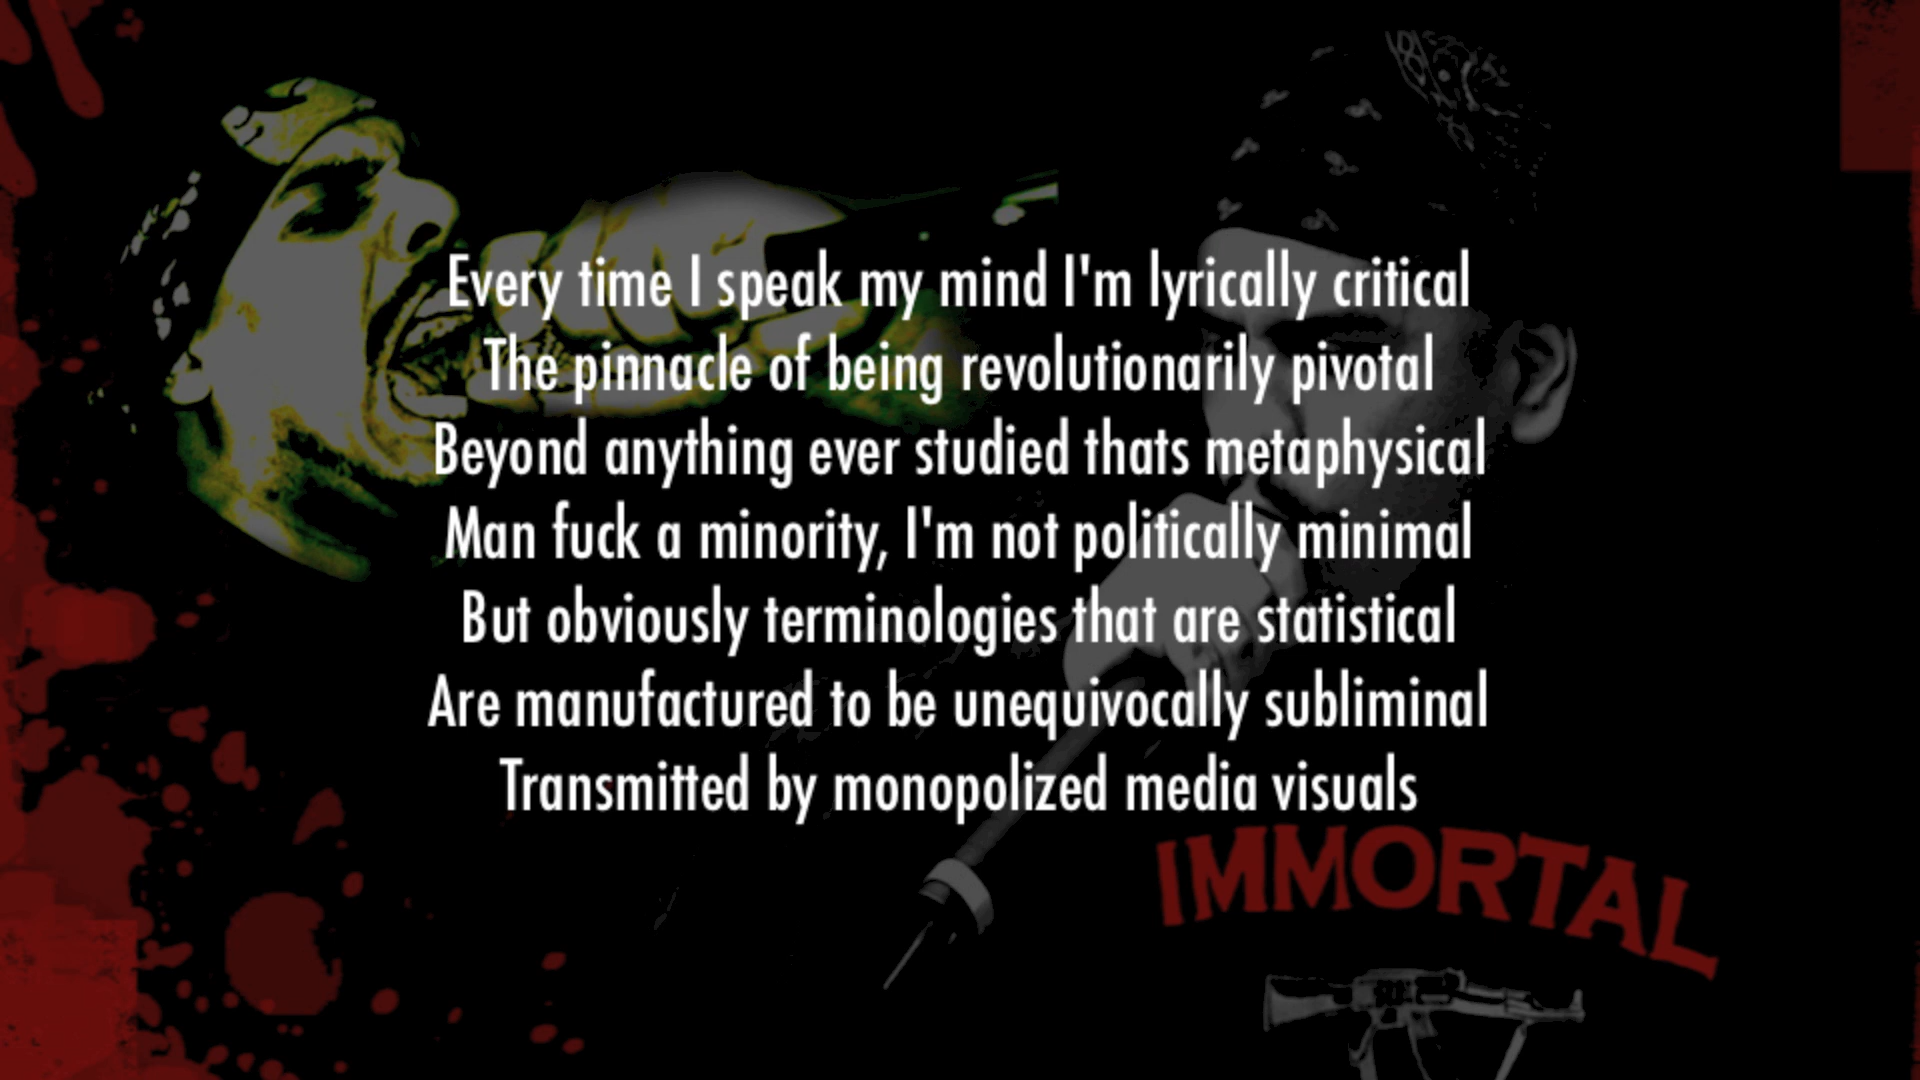 Every time I speak my mind I'm lyrically critical
The pinnacle of being revolutionarily pivotal
Beyond anything ever studied thats metaphysical
Man fuck a minority, I'm not politically minimal
But obviously terminologies that are statistical
Are manufactured to be unequivocally subliminal
Transmitted by monopolized media visuals
IMMORTAL